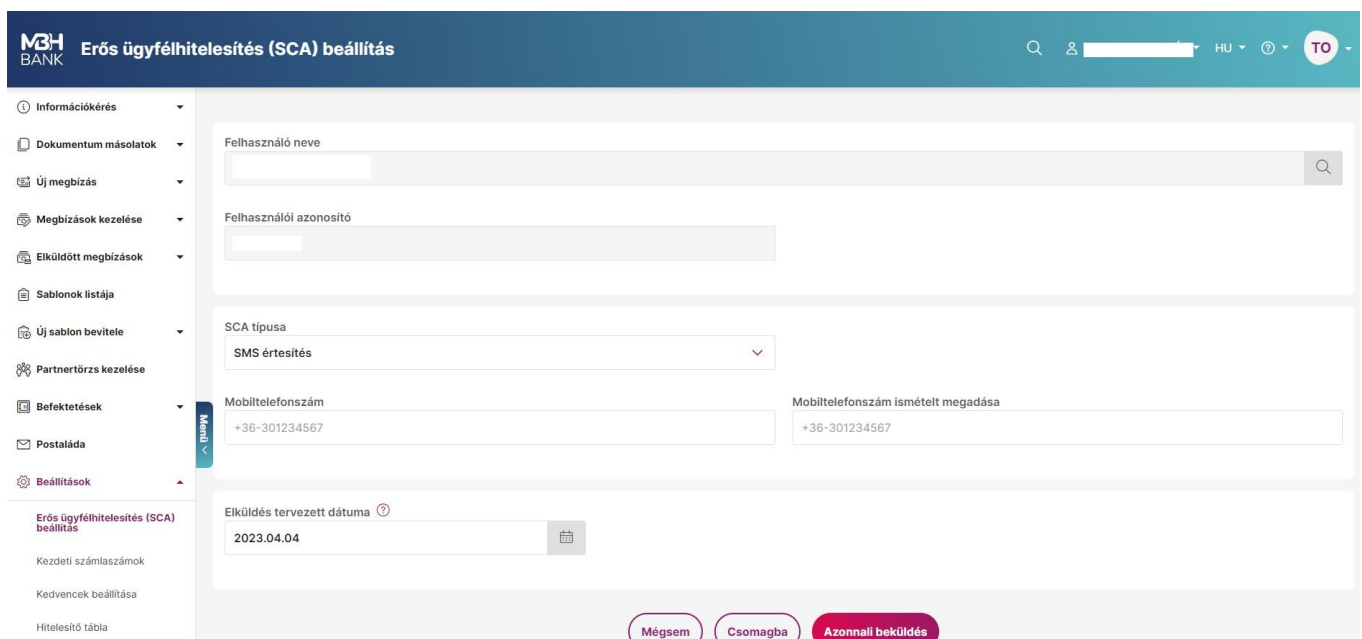 MBH
BANK
Erős ügyfélhitelesítés (SCA) beállítás
HU
TO
Információkérés
Dokumentum másolatok
Új megbízás
Megbízások kezelése
Elküldött megbízások
Sablonok listája
Új sablon bevitele
Partnertörzs kezelése
Befektetések
Postaláda
Beállítások
Erős ügyfélhitelesítés (SCA)
beállítás
Kezdeti számlaszámok
Kedvencek beállítása
Hitelesítő tábla
Menü
Felhasználó neve
Felhasználói azonosító
SCA típusa
SMS értesítés
Mobiltelefonszám
Mobiltelefonszám ismételt megadása
+36-301234567
+36-301234567
Elküldés tervezett dátuma
2023.04.04
Mégsem
Csomagba
Azonnali beküldés